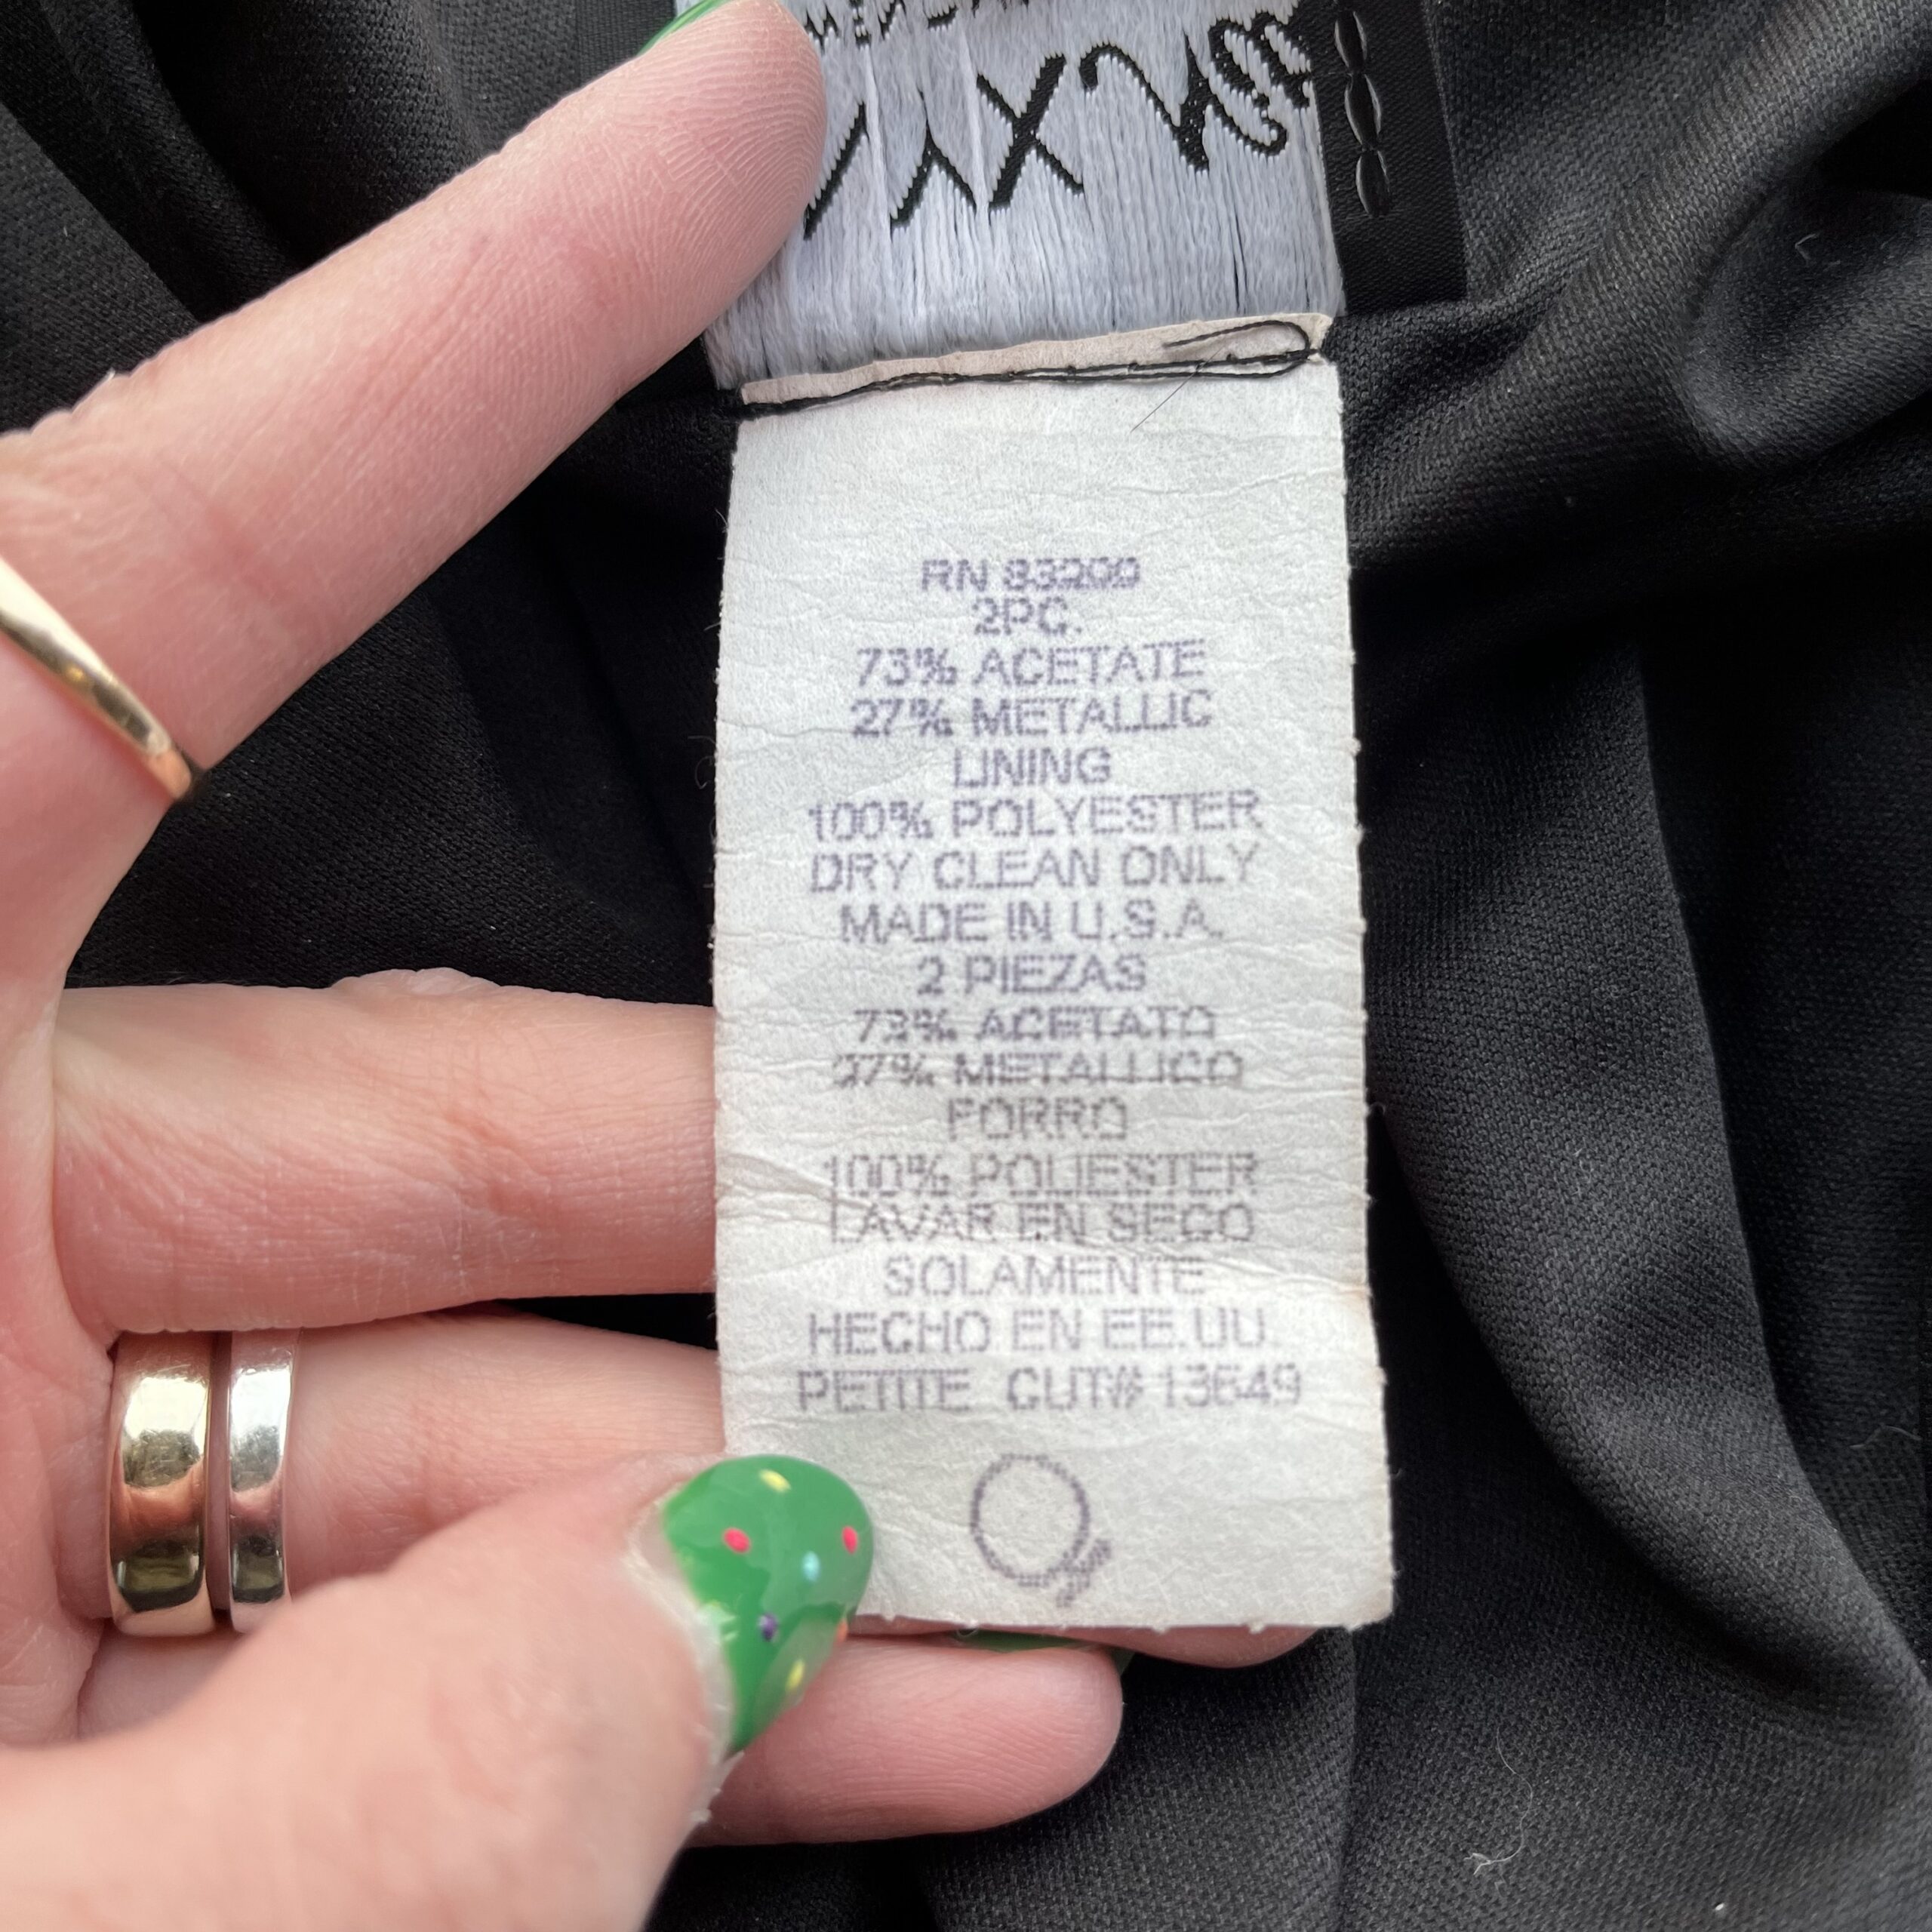 RN 83200
2PC.
73% ACETATE
27% METALLIC
LINING
100% POLYESTER
DRY CLEAN ONLY
MADE IN U.S.A.
2 PIEZAS
73% ACETATO
27% METALLICO
FORRO
100% POLIESTER
LAVAR EN SECO
SOLAMENTE
HECHO EN EE.UU.
PETITE CUT# 13649